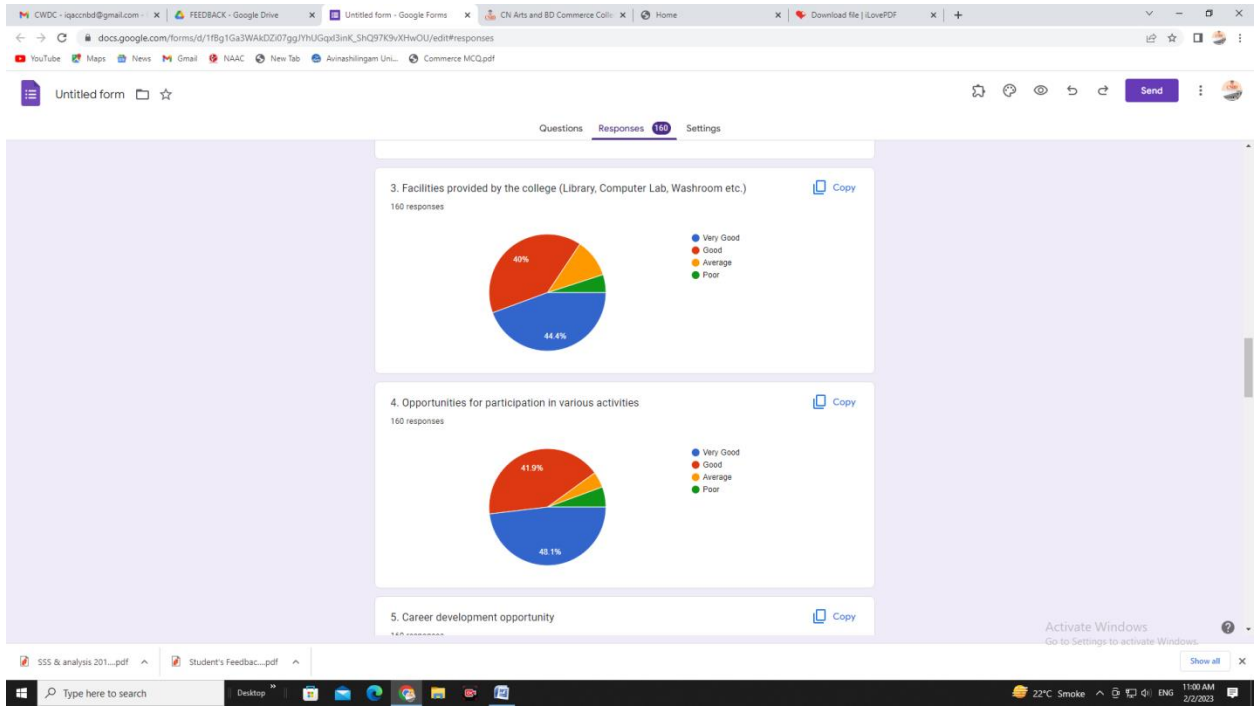 CWDC - iqaccnbd@gmail.com -
FEEDBACK - Google Drive
Untitled form - Google Forms
CN Arts and BD Commerce Colle
Home
Download file | iLovePDF
docs.google.com/forms/d/
/edit#responses
YouTube Maps News Gmail NAAC New Tab Avinashilingam Uni... Commerce MCQ.pdf
Untitled form
Send
Questions Responses 160 Settings
3. Facilities provided by the college (Library, Computer Lab, Washroom etc.)
Copy
160 responses
Very Good
Good
Average
Poor
40%
44.4%
4. Opportunities for participation in various activities
Copy
160 responses
Very Good
Good
Average
Poor
41.9%
48.1%
5. Career development opportunity
Copy
160 responses
Activate Windows
Go to Settings to activate Windows.
SSS & analysis 201....pdf
Student's Feedbac....pdf
Show all
Type here to search
Desktop
22°C Smoke
ENG
11:00 AM
2/2/2023